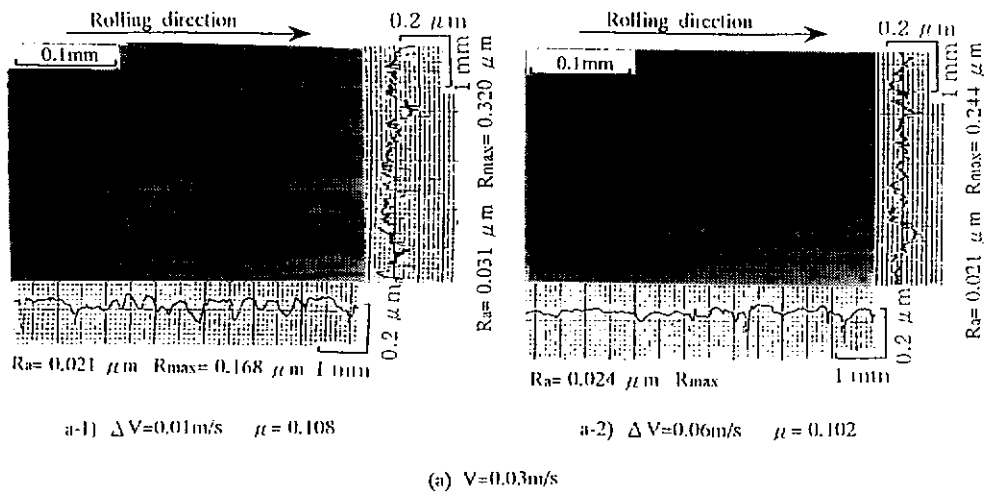 Rolling direction
0.1mm
0.2 μm
1 mm
Ra= 0.031 μm Rmax= 0.320 μm
0.2 μm
1 mm
Ra= 0.021 μm Rmax= 0.168 μm
a-1) ΔV=0.01m/s μ = 0.108
Rolling direction
0.1mm
0.2 μm
1 mm
Ra= 0.021 μm Rmax= 0.244 μm
0.2 μm
1 mm
Ra= 0.024 μm Rmax
a-2) ΔV=0.06m/s μ = 0.102
(a) V=0.03m/s